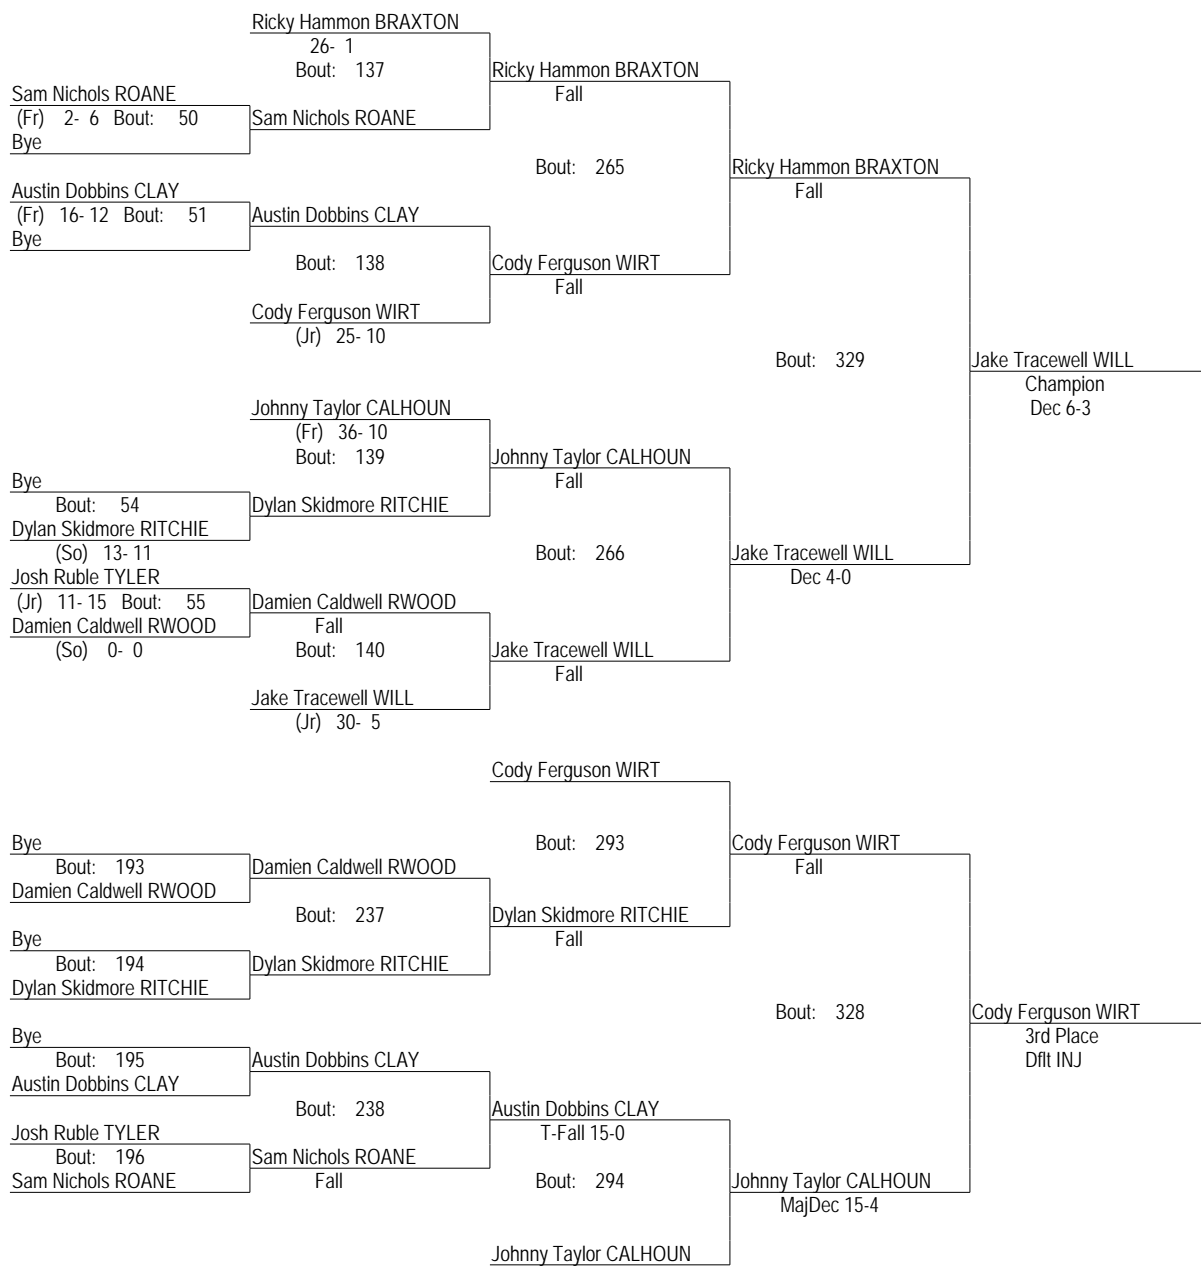 Ricky Hammon BRAXTON
26- 1
Bout: 137
Ricky Hammon BRAXTON
Fall
Sam Nichols ROANE
(Fr) 2- 6 Bout: 50
Sam Nichols ROANE
Bye
Bout: 265
Ricky Hammon BRAXTON
Fall
Austin Dobbins CLAY
(Fr) 16- 12 Bout: 51
Austin Dobbins CLAY
Bye
Bout: 138
Cody Ferguson WIRT
Fall
Cody Ferguson WIRT
(Jr) 25- 10
Bout: 329
Jake Tracewell WILL
Champion
Dec 6-3
Johnny Taylor CALHOUN
(Fr) 36- 10
Bout: 139
Johnny Taylor CALHOUN
Fall
Bye
Bout: 54
Dylan Skidmore RITCHIE
Dylan Skidmore RITCHIE
(So) 13- 11
Bout: 266
Jake Tracewell WILL
Dec 4-0
Josh Ruble TYLER
(Jr) 11- 15 Bout: 55
Damien Caldwell RWOOD
Fall
Damien Caldwell RWOOD
(So) 0- 0
Bout: 140
Jake Tracewell WILL
Fall
Jake Tracewell WILL
(Jr) 30- 5
Cody Ferguson WIRT
Bout: 293
Cody Ferguson WIRT
Fall
Bye
Bout: 193
Damien Caldwell RWOOD
Damien Caldwell RWOOD
Bout: 237
Dylan Skidmore RITCHIE
Fall
Bye
Bout: 194
Dylan Skidmore RITCHIE
Dylan Skidmore RITCHIE
Bout: 328
Cody Ferguson WIRT
3rd Place
Dflt INJ
Bye
Bout: 195
Austin Dobbins CLAY
Austin Dobbins CLAY
Bout: 238
Austin Dobbins CLAY
T-Fall 15-0
Josh Ruble TYLER
Bout: 196
Sam Nichols ROANE
Fall
Sam Nichols ROANE
Bout: 294
Johnny Taylor CALHOUN
MajDec 15-4
Johnny Taylor CALHOUN